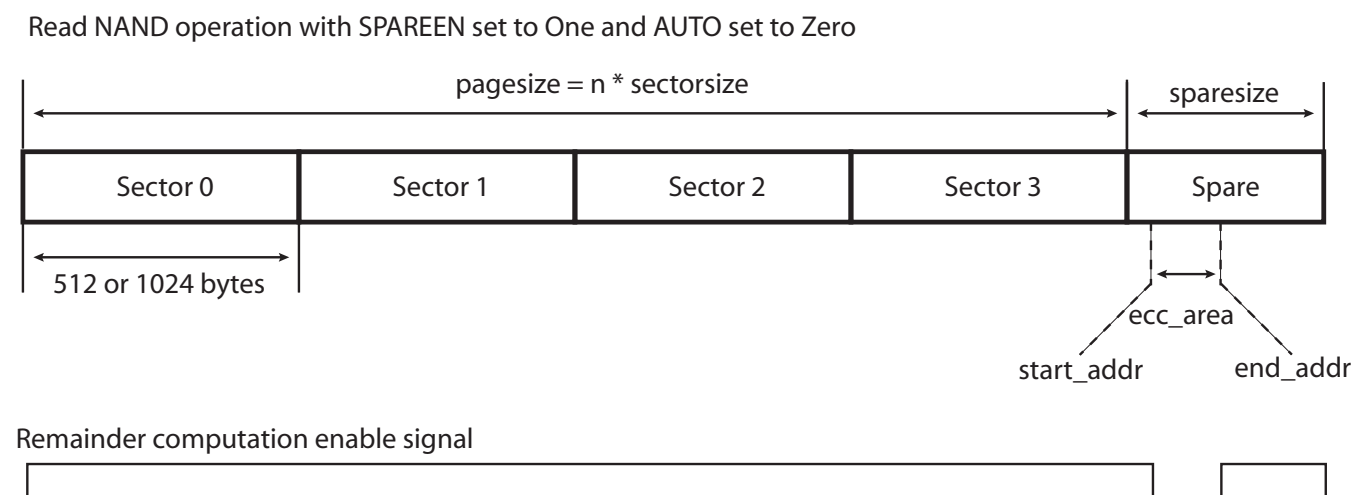 Read NAND operation with SPAREEN set to One and AUTO set to Zero
pagesize = n * sectorsize
sparesize
Sector 0
Sector 1
Sector 2
Sector 3
Spare
512 or 1024 bytes
ecc_area
start_addr
end_addr
Remainder computation enable signal